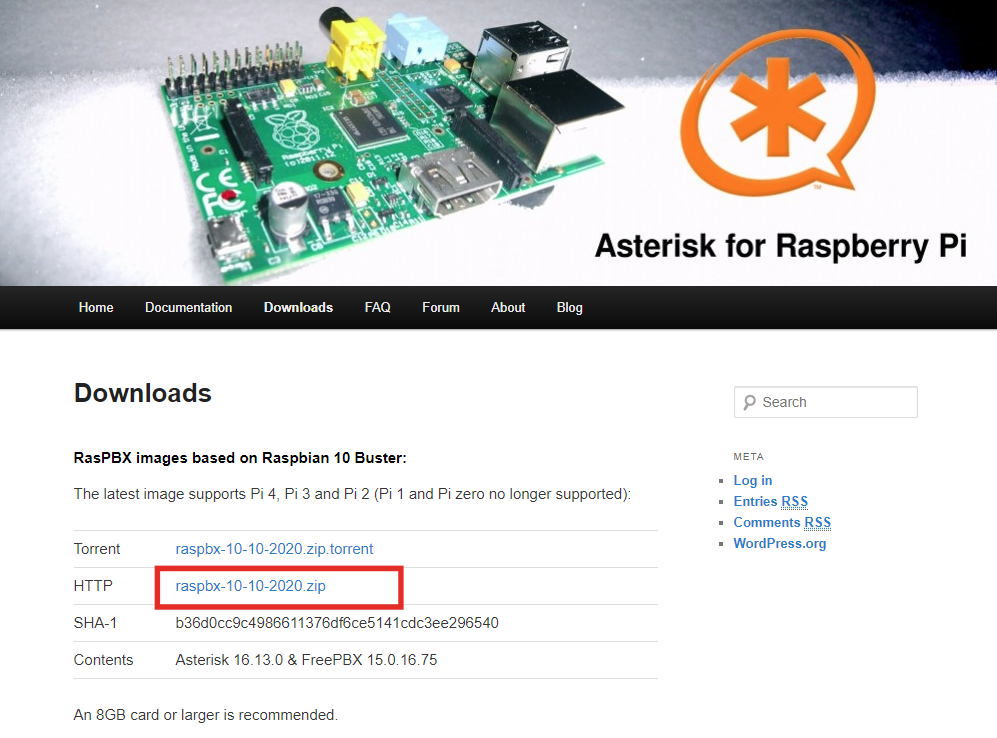 Raspberry Pi
Asterisk for Raspberry Pi
TM
Home Documentation Downloads FAQ Forum About Blog
Downloads
Search
RasPBX images based on Raspbian 10 Buster:
The latest image supports Pi 4, Pi 3 and Pi 2 (Pi 1 and Pi zero no longer supported):
Torrent raspbx-10-10-2020.zip.torrent
HTTP raspbx-10-10-2020.zip
SHA-1 b36d0cc9c4986611376df6ce5141cdc3ee296540
Contents Asterisk 16.13.0 & FreePBX 15.0.16.75
An 8GB card or larger is recommended.
META
Log in
Entries RSS
Comments RSS
WordPress.org